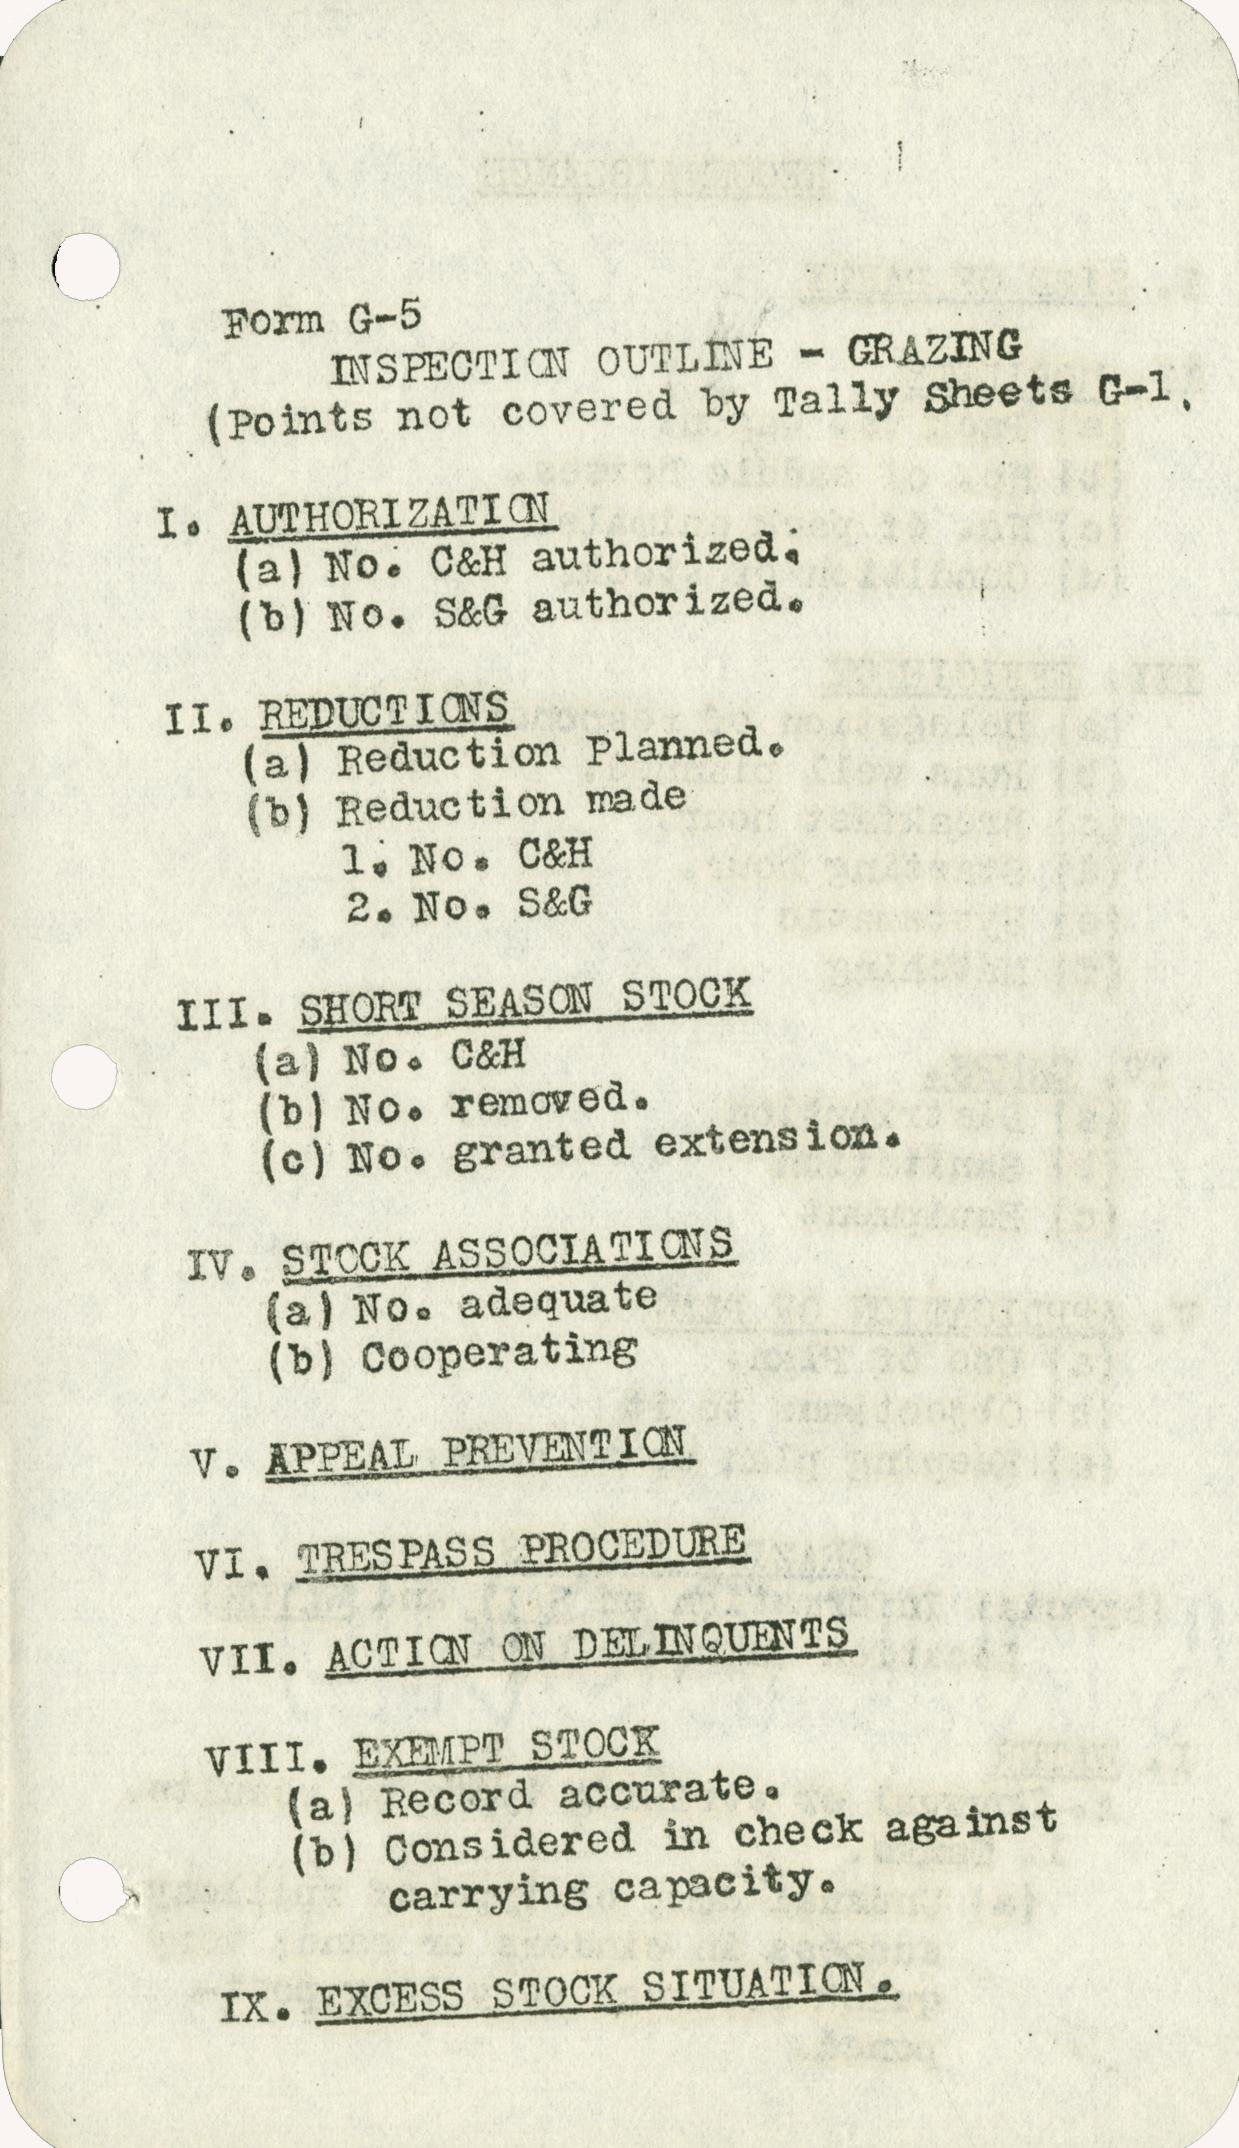 Form G-5
INSPECTION OUTLINE - GRAZING
(Points not covered by Tally Sheets G-1.
I. AUTHORIZATION
(a) No. C&H authorized.
(b) No. S&G authorized.
II. REDUCTIONS
(a) Reduction Planned.
(b) Reduction made
1. No. C&H
2. No. S&G
III. SHORT SEASON STOCK
(a) No. C&H
(b) No. removed.
(c) No. granted extension.
IV. STOCK ASSOCIATIONS
(a) No. adequate
(b) Cooperating
V. APPEAL PREVENTION
VI. TRESPASS PROCEDURE
VII. ACTION ON DELINQUENTS
VIII. EXEMPT STOCK
(a) Record accurate.
(b) Considered in check against
carrying capacity.
IX. EXCESS STOCK SITUATION.